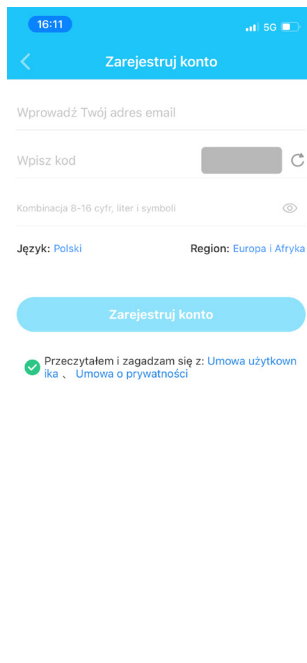 16:11
5G
Zarejestruj konto
Wprowadź Twój adres email
Wpisz kod
Kombinacja 8-16 cyfr, liter i symboli
Język: Polski Region: Europa i Afryka
Zarejestruj konto
Przeczytałem i zagadzam się z: Umowa użytkown
ika 、 Umowa o prywatności